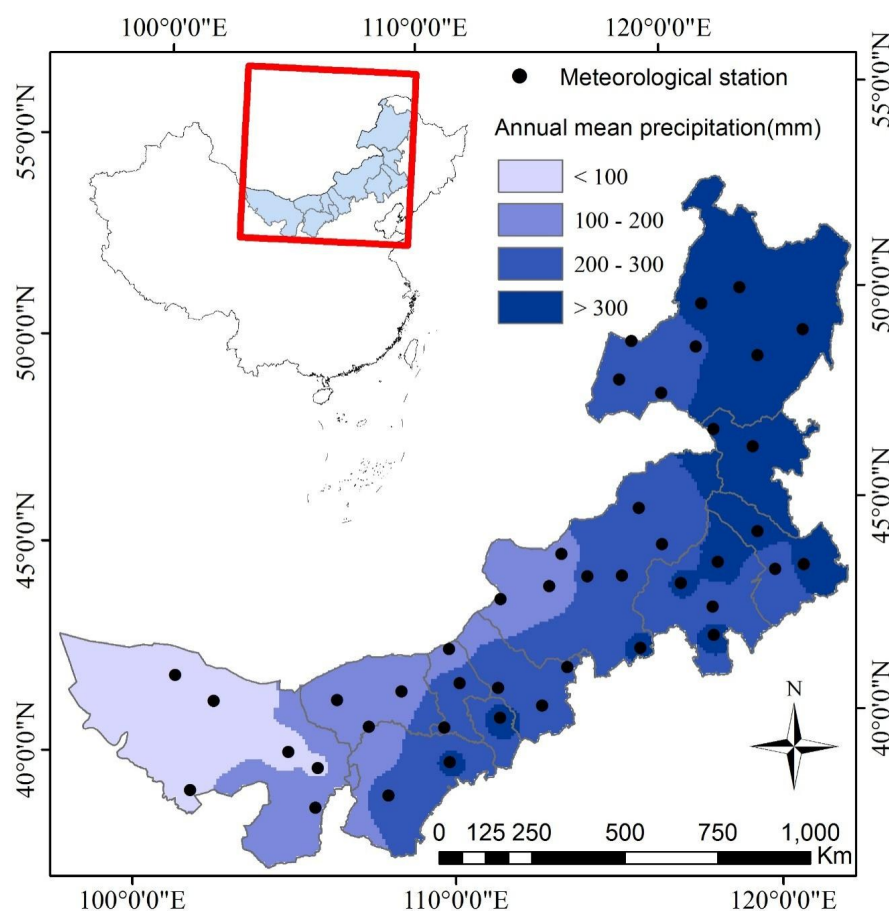 100°0'0"E 110°0'0"E 120°0'0"E
55°0'0"N
55°0'0"N
Meteorological station
Annual mean precipitation(mm)
< 100
100 - 200
200 - 300
> 300
50°0'0"N
50°0'0"N
45°0'0"N
45°0'0"N
40°0'0"N
40°0'0"N
N
0 125 250 500 750 1,000
Km
100°0'0"E 110°0'0"E 120°0'0"E